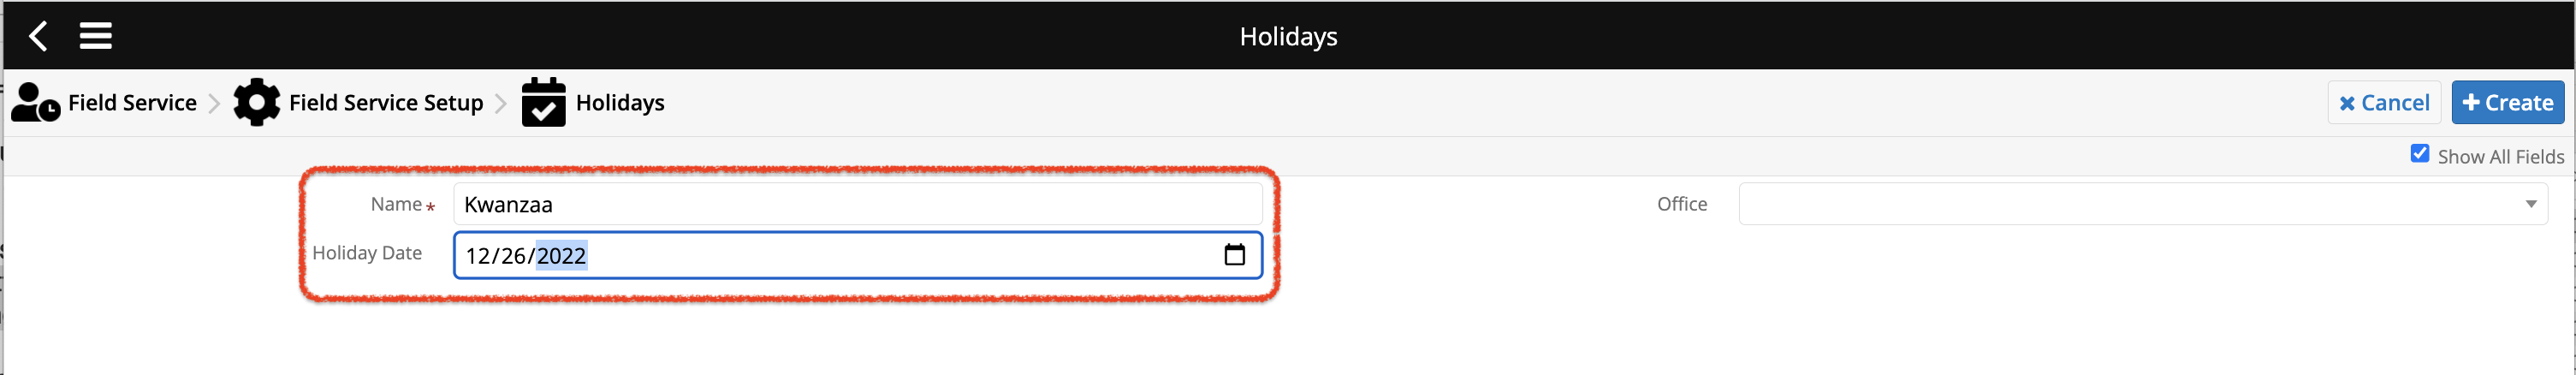 Holidays
Field Service Field Service Setup Holidays Cancel Create
Show All Fields
Name* Kwanzaa Office
Holiday Date 12/26/2022